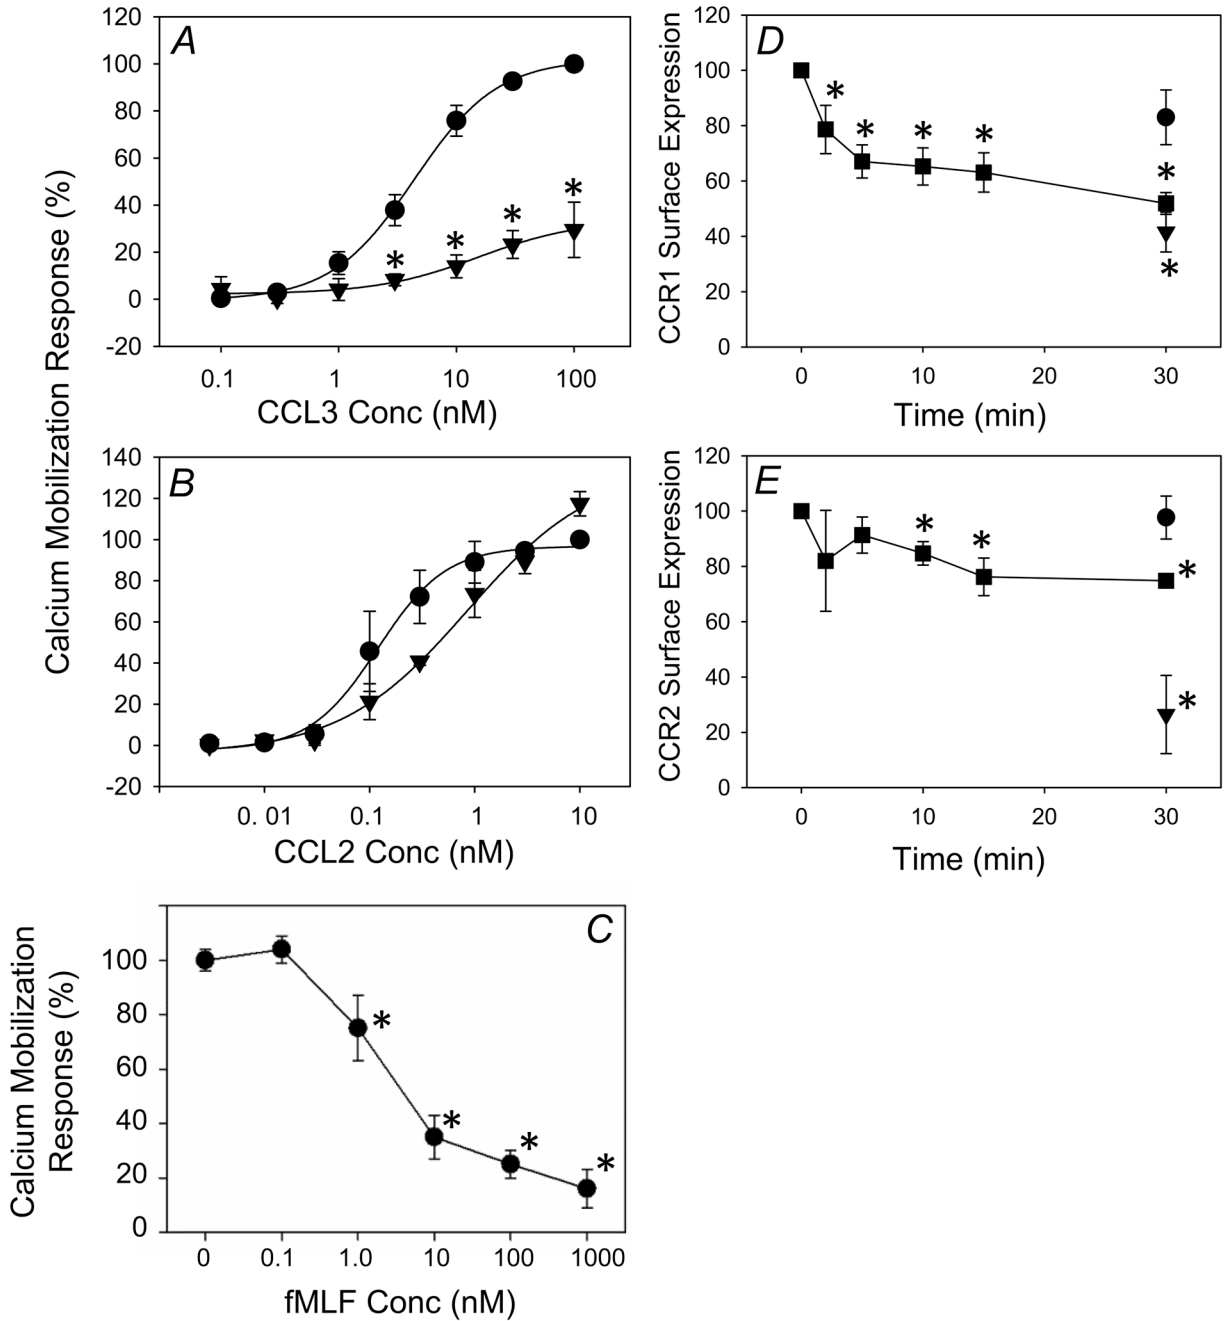 Calcium Mobilization Response (%)
A
120
100
80
60
40
20
0
-20
*
*
*
*
0.1 1 10 100
CCL3 Conc (nM)
B
140
120
100
80
60
40
20
0
-20
0. 01 0.1 1 10
CCL2 Conc (nM)
Calcium Mobilization
Response (%)
C
100
80
60
40
20
0
*
*
*
*
0 0.1 1.0 10 100 1000
fMLF Conc (nM)
CCR1 Surface Expression
D
120
100
80
60
40
20
0
*
*
*
*
*
*
0 10 20 30
Time (min)
CCR2 Surface Expression
E
120
100
80
60
40
20
0
*
*
*
*
0 10 20 30
Time (min)